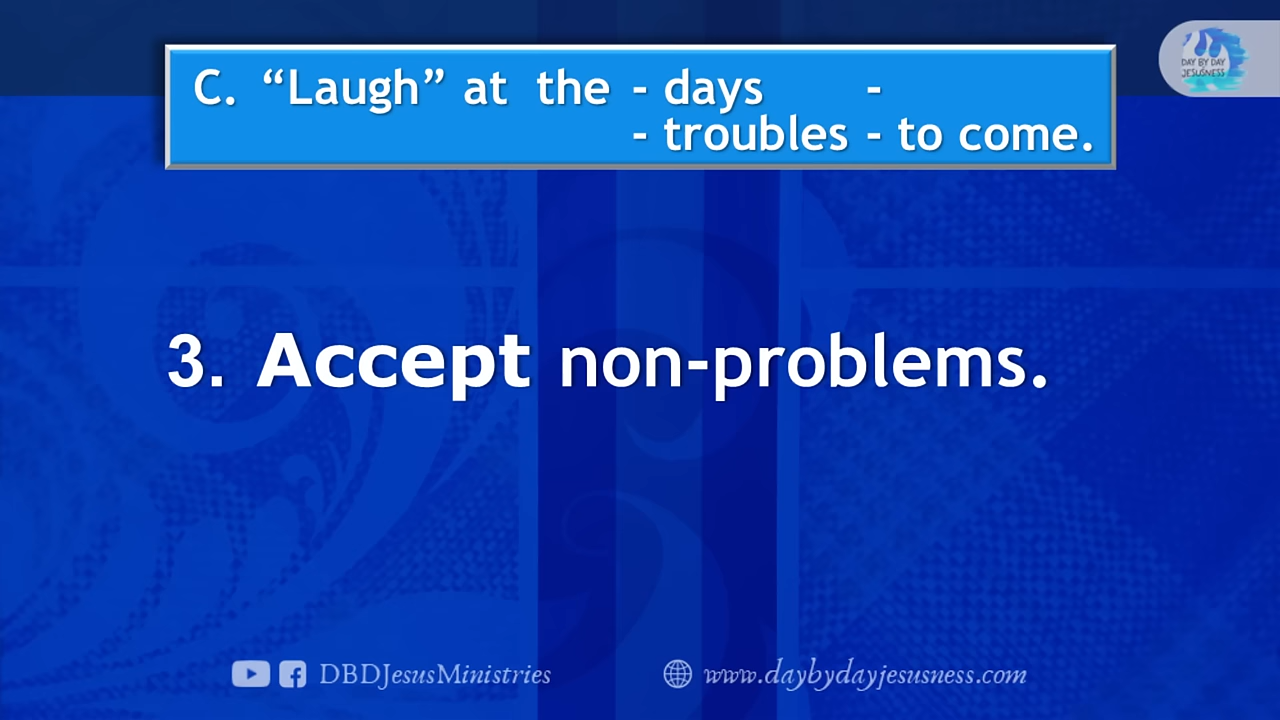 C. “Laugh” at the - days -
- troubles - to come.
DAY BY DAY
JESUSNESS
3. Accept non-problems.
DBDJesusMinistries
www.daybydayjesusness.com